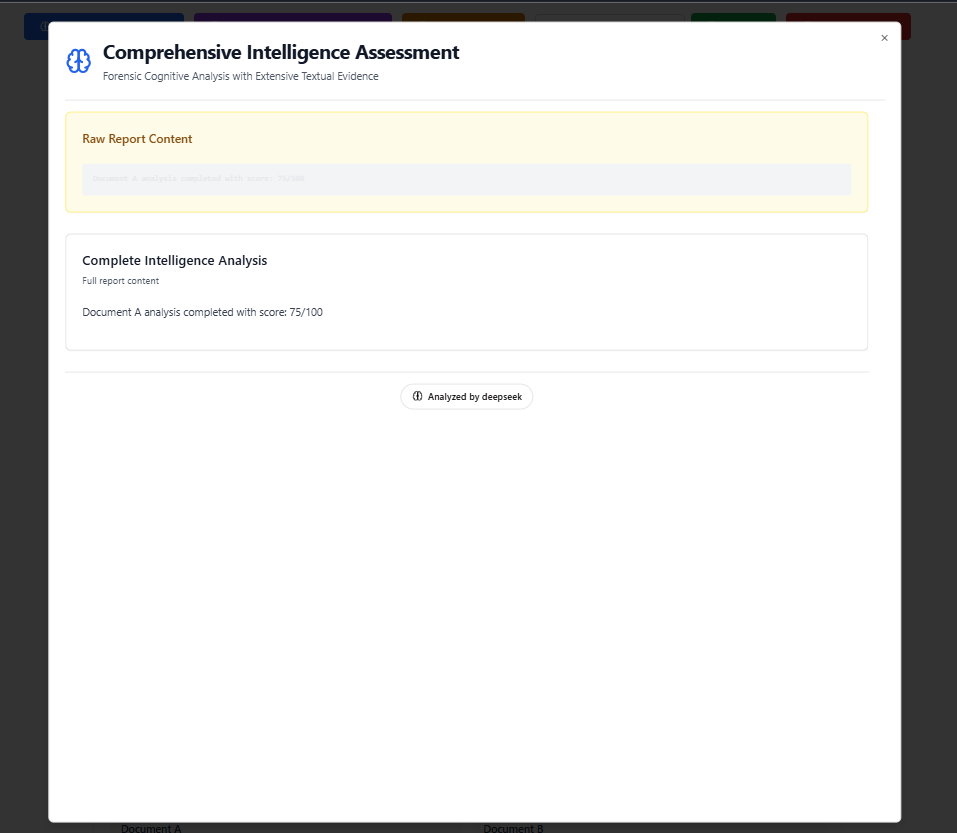 Comprehensive Intelligence Assessment
×
Forensic Cognitive Analysis with Extensive Textual Evidence
Raw Report Content
Document A analysis completed with score: 75/100
Complete Intelligence Analysis
Full report content
Document A analysis completed with score: 75/100
Analyzed by deepseek
Document A
Document B